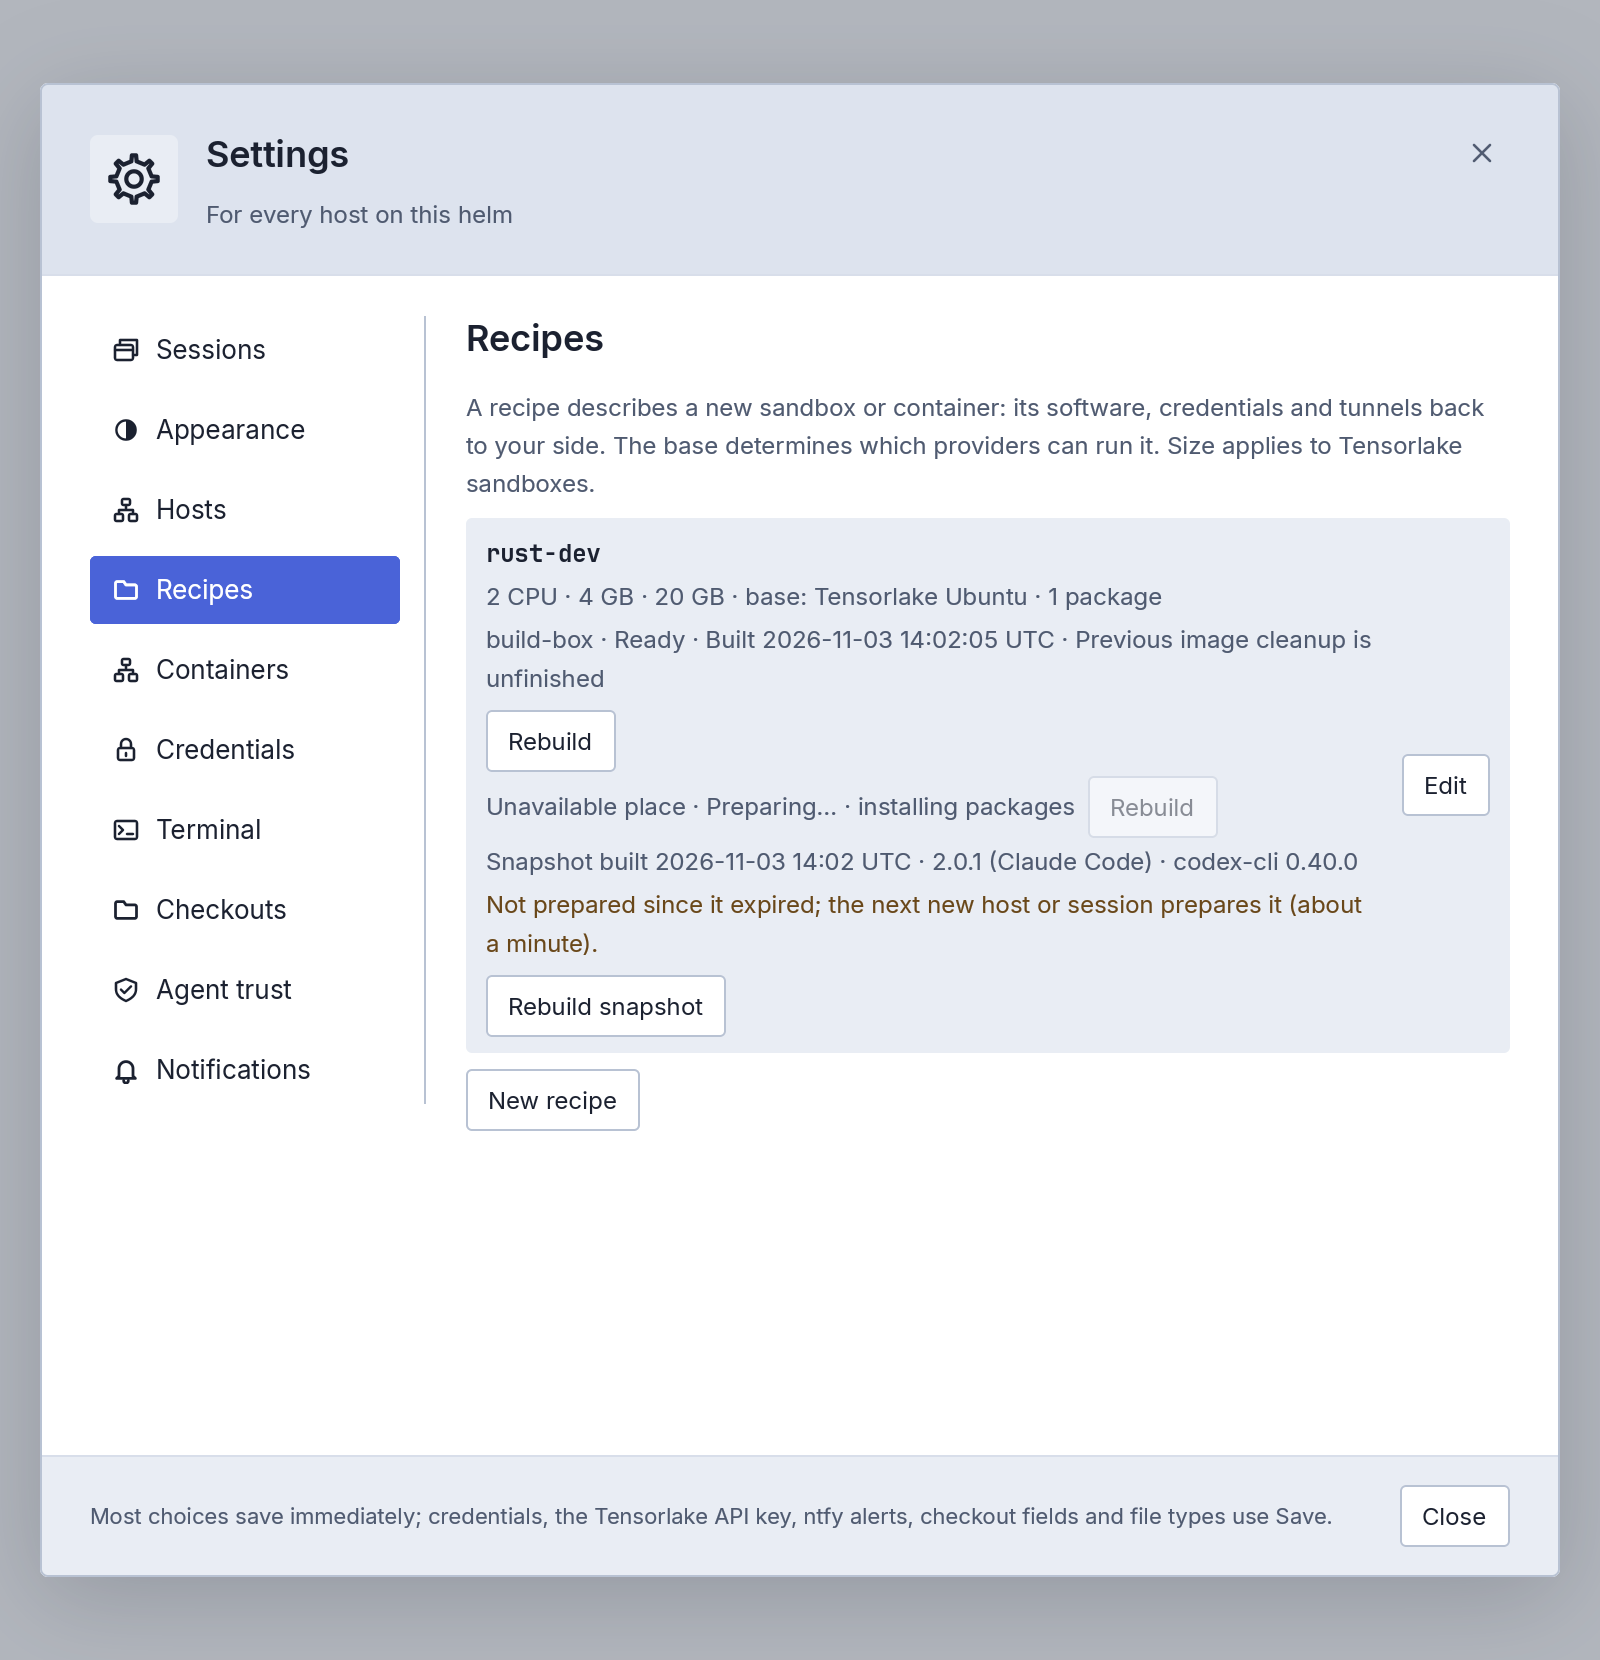 Settings
For every host on this helm
Sessions
Appearance
Hosts
Recipes
Containers
Credentials
Terminal
Checkouts
Agent trust
Notifications
Recipes
A recipe describes a new sandbox or container: its software, credentials and tunnels back
to your side. The base determines which providers can run it. Size applies to Tensorlake
sandboxes.
rust-dev
2 CPU · 4 GB · 20 GB · base: Tensorlake Ubuntu · 1 package
build-box · Ready · Built 2026-11-03 14:02:05 UTC · Previous image cleanup is
unfinished
Rebuild
Unavailable place · Preparing… · installing packages Rebuild
Edit
Snapshot built 2026-11-03 14:02 UTC · 2.0.1 (Claude Code) · codex-cli 0.40.0
Not prepared since it expired; the next new host or session prepares it (about
a minute).
Rebuild snapshot
New recipe
Most choices save immediately; credentials, the Tensorlake API key, ntfy alerts, checkout fields and file types use Save.
Close